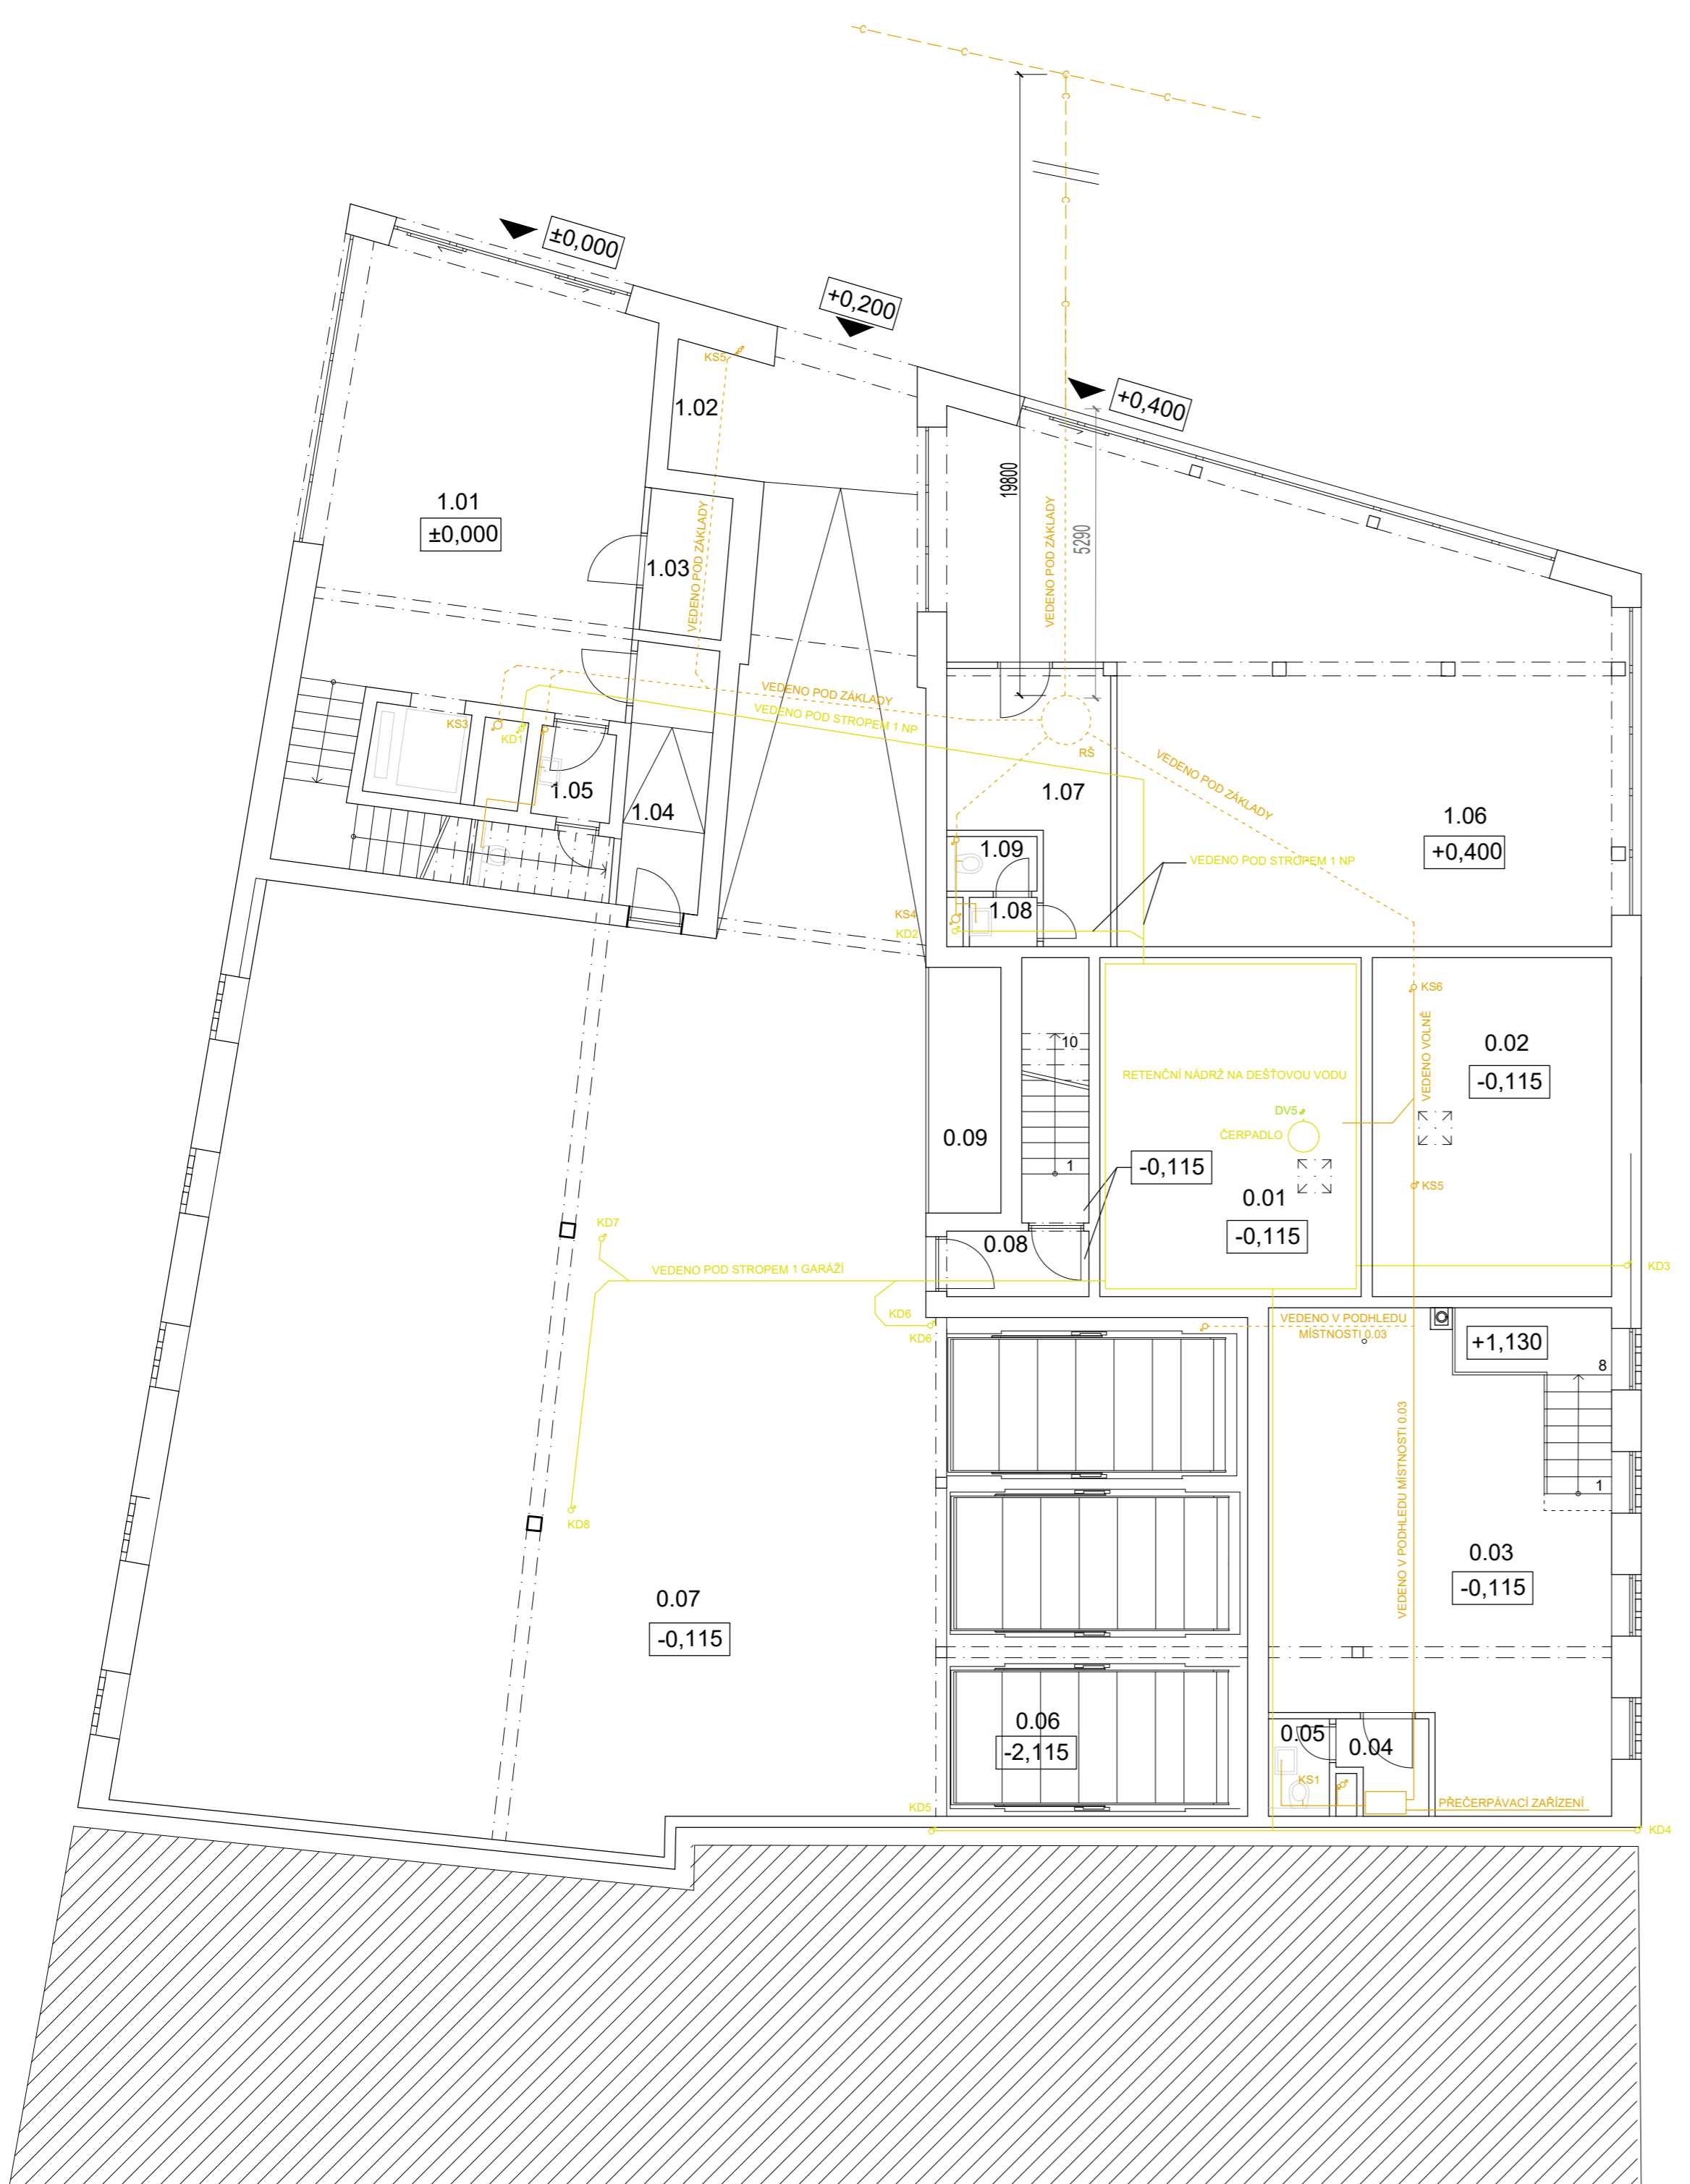 C
C
C
C
C
C
C
±0,000
+0,200
+0,400
KS5
1.02
19800
VEDENO POD ZÁKLADY
5290
1.01
±0,000
1.03
VEDENO POD ZÁKLADY
VEDENO POD ZÁKLADY
VEDENO POD STROPEM 1 NP
KS3
KD1
RŠ
VEDENO POD ZÁKLADY
1.05
1.04
1.07
1.06
+0,400
1.09
VEDENO POD STROPEM 1 NP
1.08
KS4
KD2
KS6
10
VEDENO VOLNĚ
0.02
-0,115
RETENČNÍ NÁDRŽ NA DEŠŤOVOU VODU
DV5
ČERPADLO
0.09
1
-0,115
KS5
0.01
-0,115
KD7
0.08
VEDENO POD STROPEM 1 GARÁŽÍ
KD3
KD6
KD6
VEDENO V PODHLEDU
MÍSTNOSTI 0.03
+1,130
8
VEDENO V PODHLEDU MÍSTNOSTI 0.03
1
KD8
0.03
-0,115
0.07
-0,115
0.06
-2,115
0.05
0.04
KS1
KD5
PŘEČERPÁVACÍ ZAŘÍZENÍ
KD4